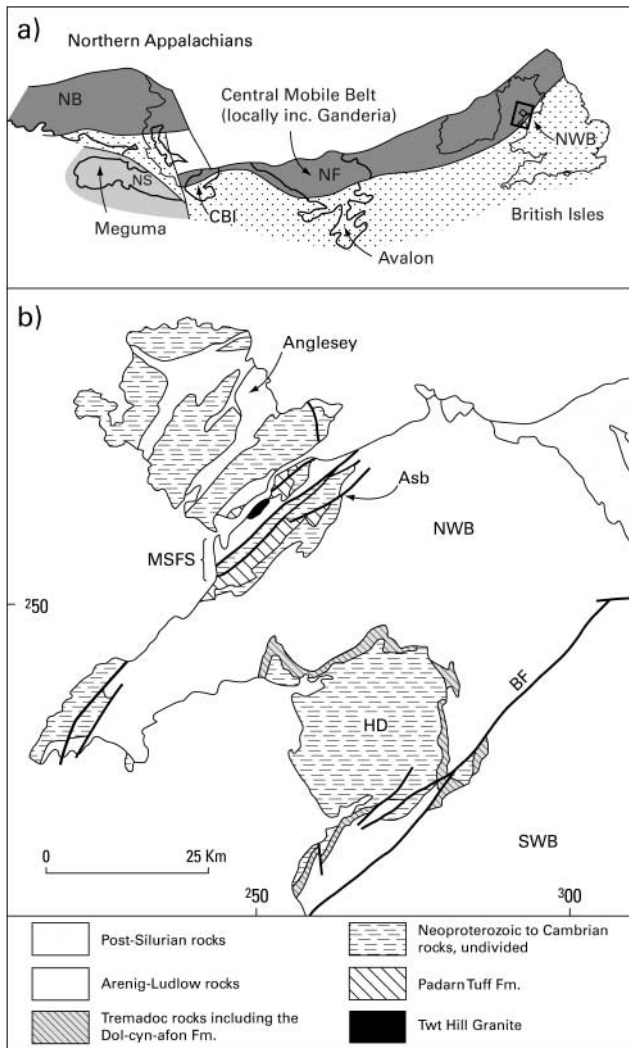 a)
Northern Appalachians
NB
Central Mobile Belt
(locally inc. Ganderia)
NWB
NS
NF
CBI
Meguma
British Isles
Avalon
b)
Anglesey
Asb
NWB
MSFS
250
BF
HD
SWB
0
25 Km
250
300
Post-Silurian rocks
Neoproterozoic to Cambrian
rocks, undivided
Arenig-Ludlow rocks
Padarn Tuff Fm.
Tremadoc rocks including the
Dol-cyn-afon Fm.
Twt Hill Granite